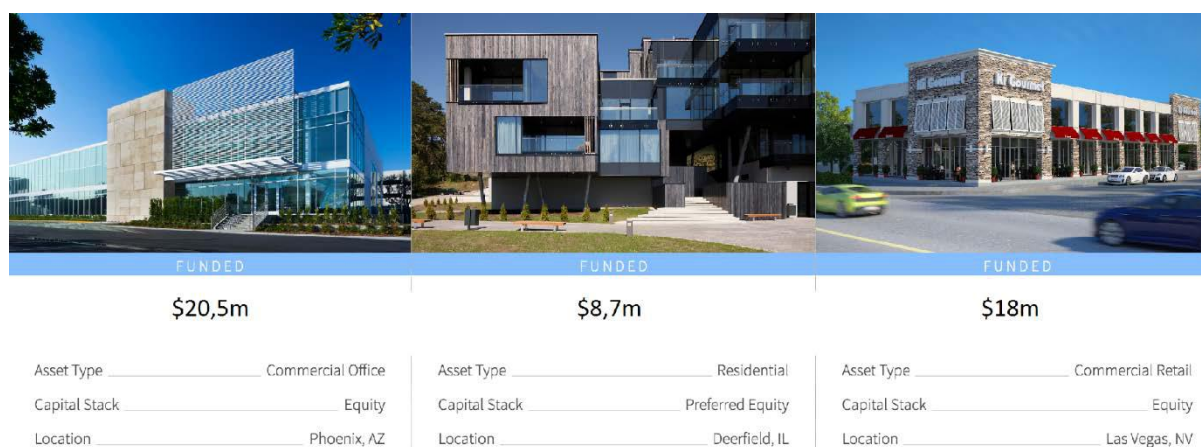 KJ Gourmet
FUNDED
$20,5m
Asset Type Commercial Office
Capital Stack Equity
Location Phoenix, AZ
FUNDED
$8,7m
Asset Type Residential
Capital Stack Preferred Equity
Location Deerfield, IL
FUNDED
$18m
Asset Type Commercial Retail
Capital Stack Equity
Location Las Vegas, NV